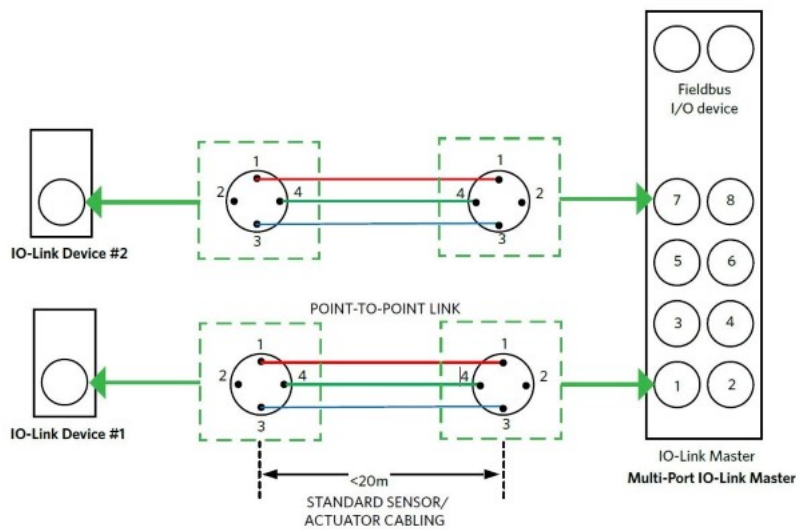 Fieldbus
I/O device
1
2
4
3
1
4
2
3
7
8
IO-Link Device #2
5
6
POINT-TO-POINT LINK
3
4
1
2
4
3
1
4
2
3
1
2
IO-Link Device #1
<20m
STANDARD SENSOR/
ACTUATOR CABLING
IO-Link Master
Multi-Port IO-Link Master